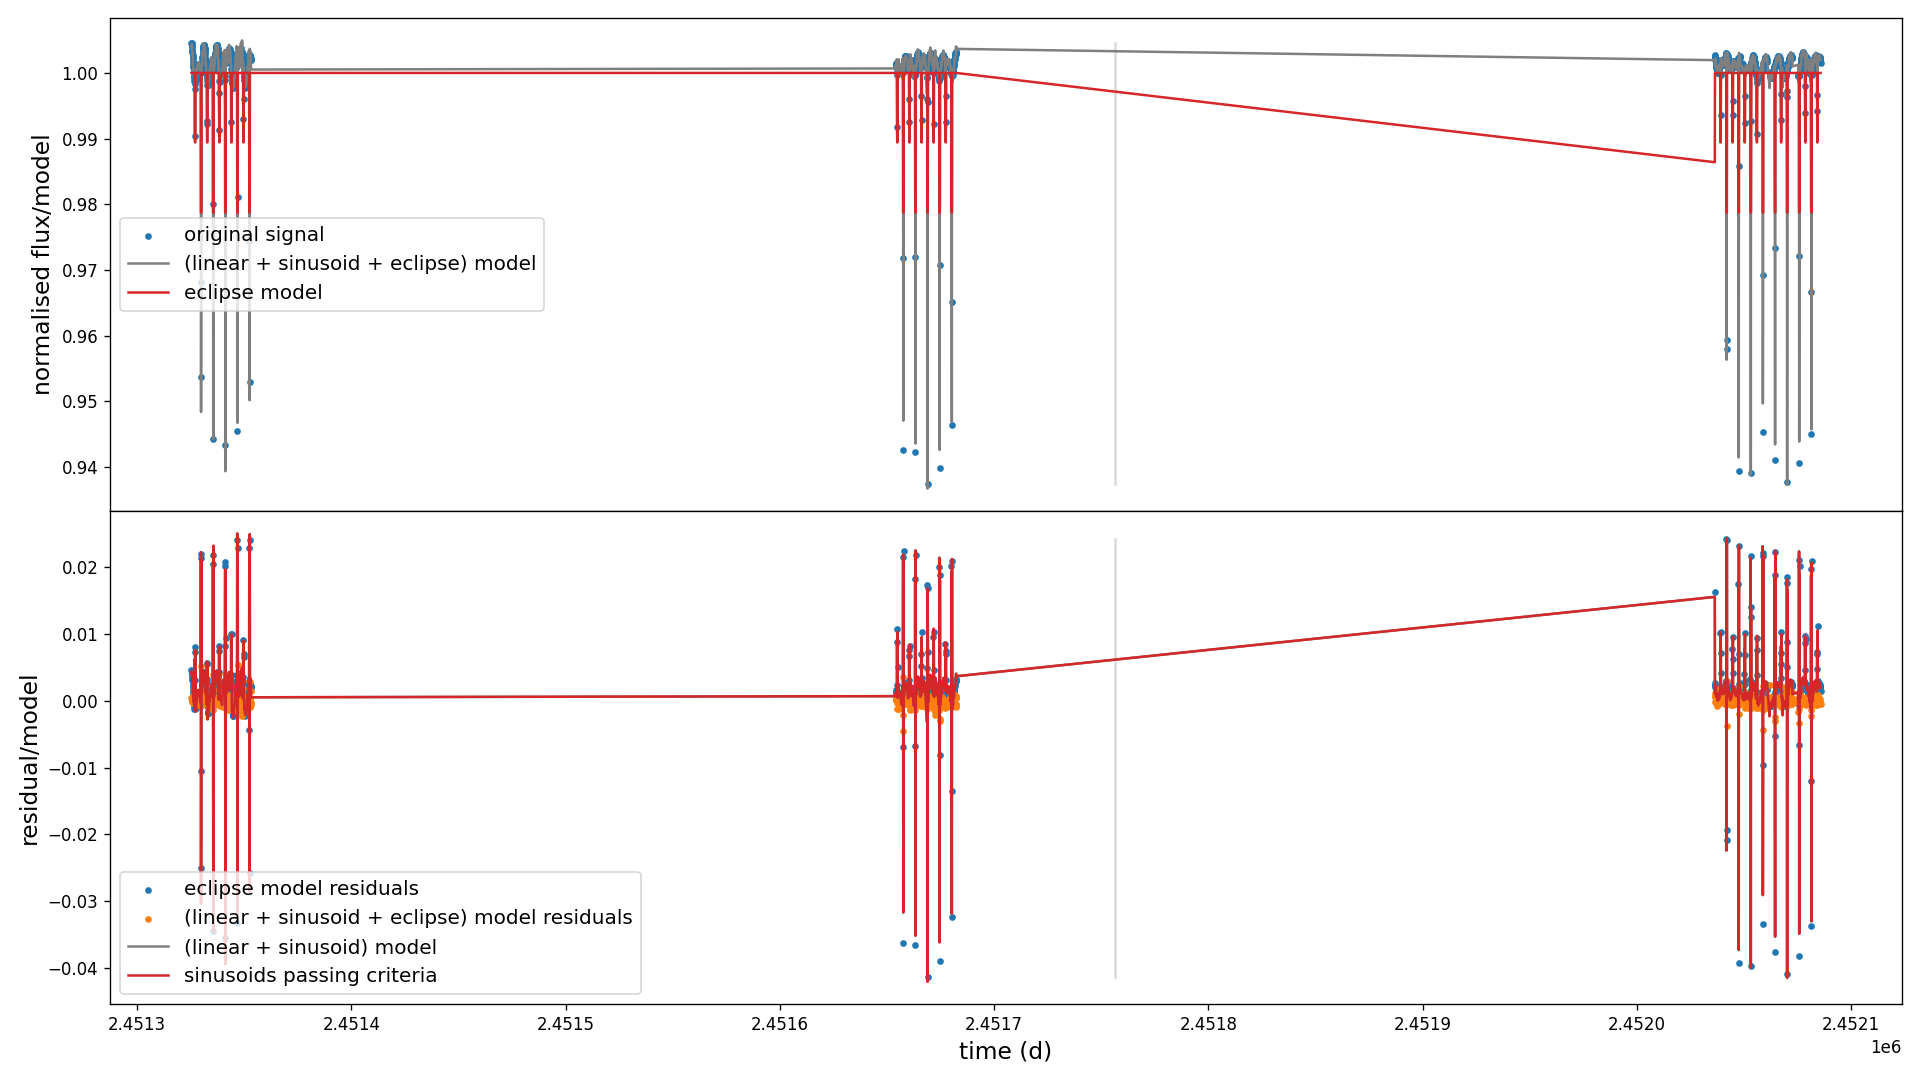 1.00
0.99
0.98
0.97
0.96
0.95
0.94
normalised flux/model
original signal
(linear + sinusoid + eclipse) model
eclipse model
0.02
0.01
0.00
−0.01
−0.02
−0.03
−0.04
residual/model
eclipse model residuals
(linear + sinusoid + eclipse) model residuals
(linear + sinusoid) model
sinusoids passing criteria
2.4513 2.4514 2.4515 2.4516 2.4517 2.4518 2.4519 2.4520 2.4521
1e6
time (d)